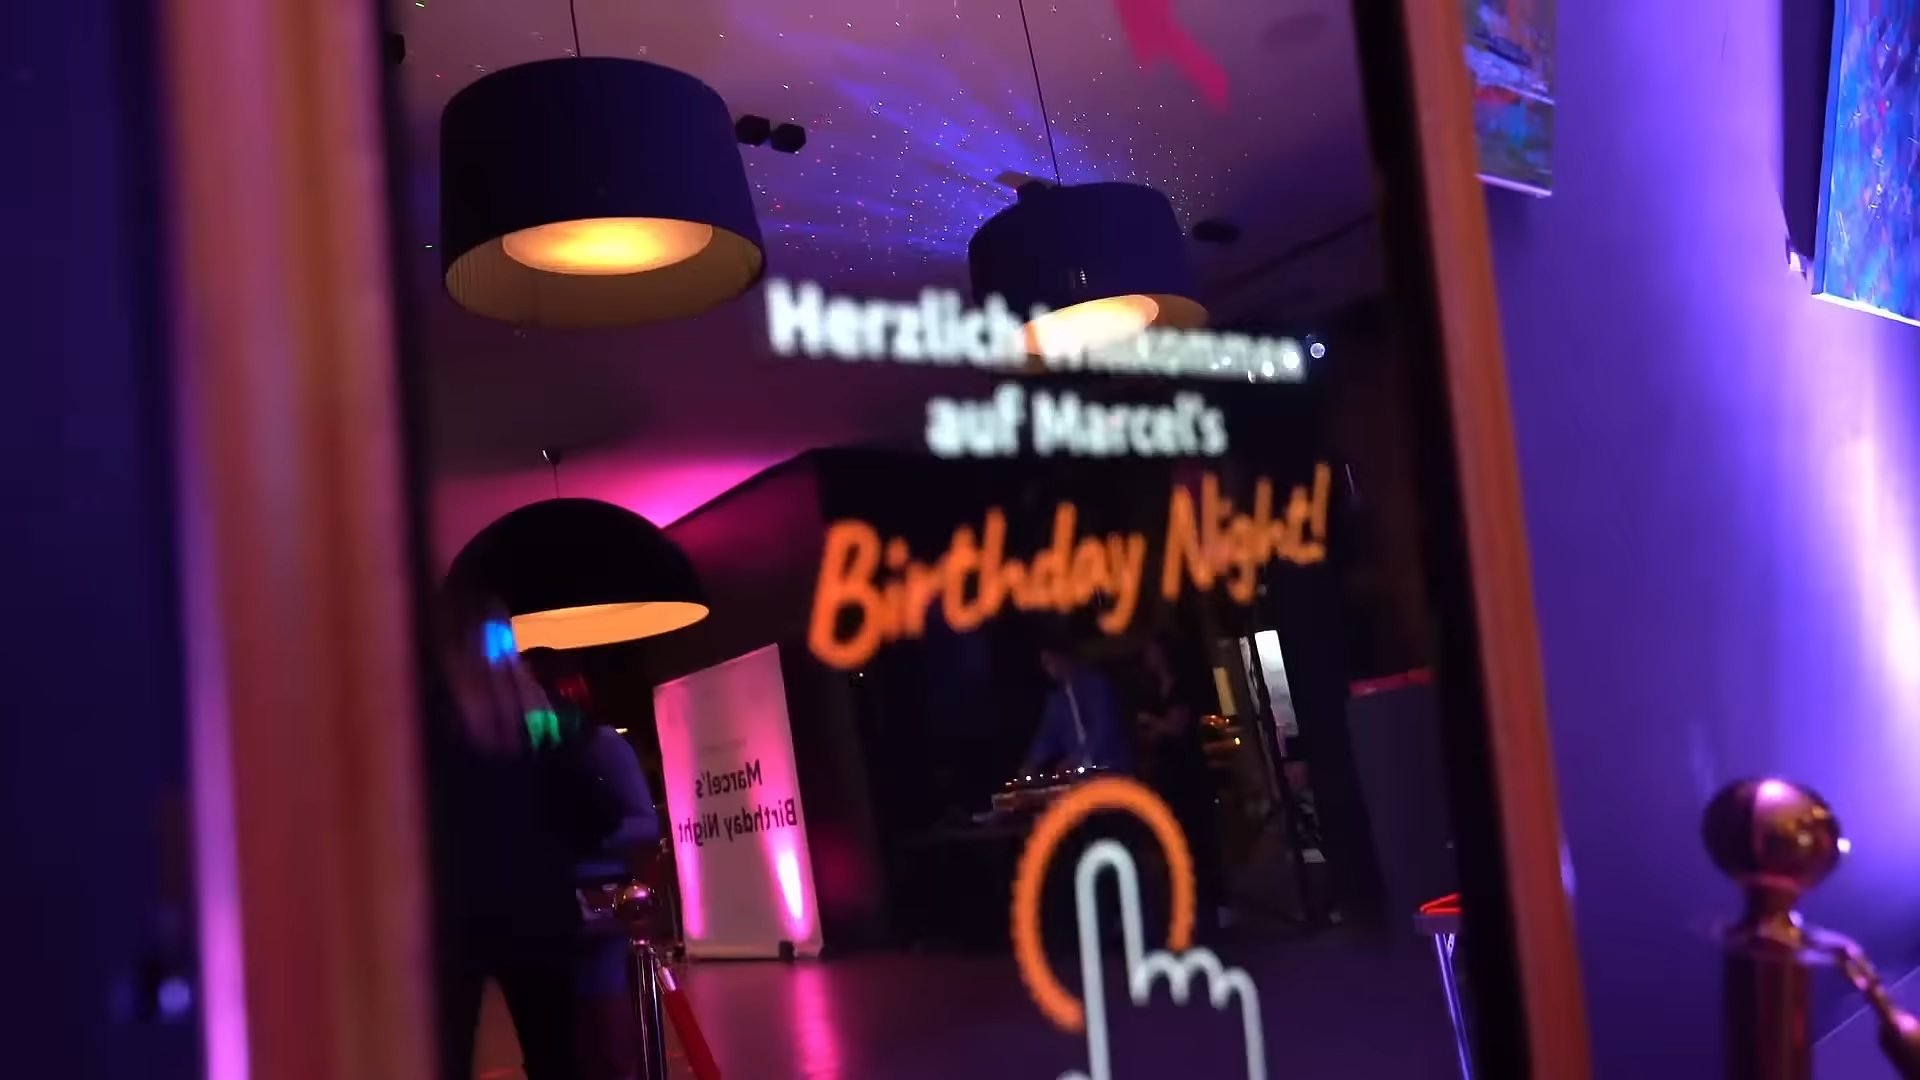 Herzlich Willkommen
auf Marcel's
Birthday Night!
Marcel's
Birthday Night